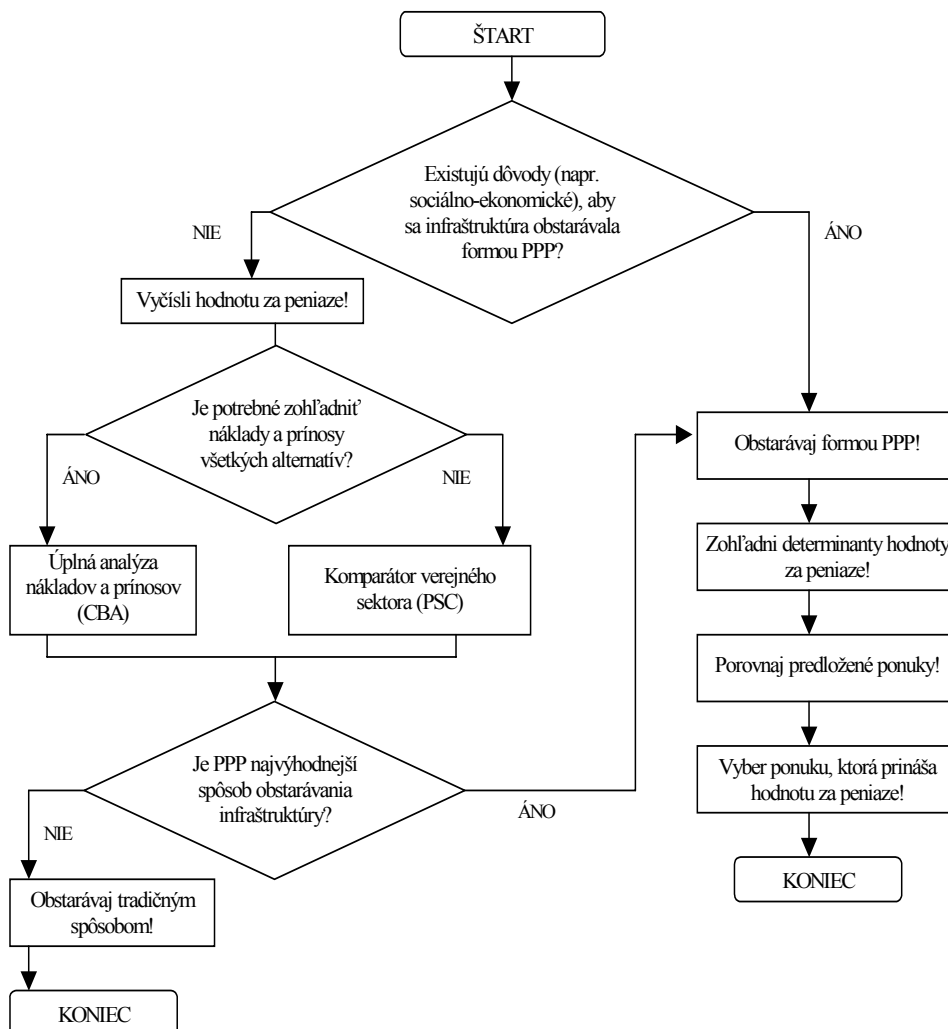 ŠTART
Existujú dôvody (napr.
sociálno-ekonomické), aby
sa infraštruktúra obstarávala
formou PPP?
NIE
ÁNO
Vyčísli hodnotu za peniaze!
Je potrebné zohľadniť
náklady a prínosy
všetkých alternatív?
ÁNO
NIE
Úplná analýza
nákladov a prínosov
(CBA)
Komparátor verejného
sektora (PSC)
Je PPP najvýhodnejší
spôsob obstarávania
infraštruktúry?
NIE
ÁNO
Obstarávaj tradičným
spôsobom!
KONIEC
Obstarávaj formou PPP!
Zohľadni determinanty hodnoty
za peniaze!
Porovnaj predložené ponuky!
Vyber ponuku, ktorá prináša
hodnotu za peniaze!
KONIEC